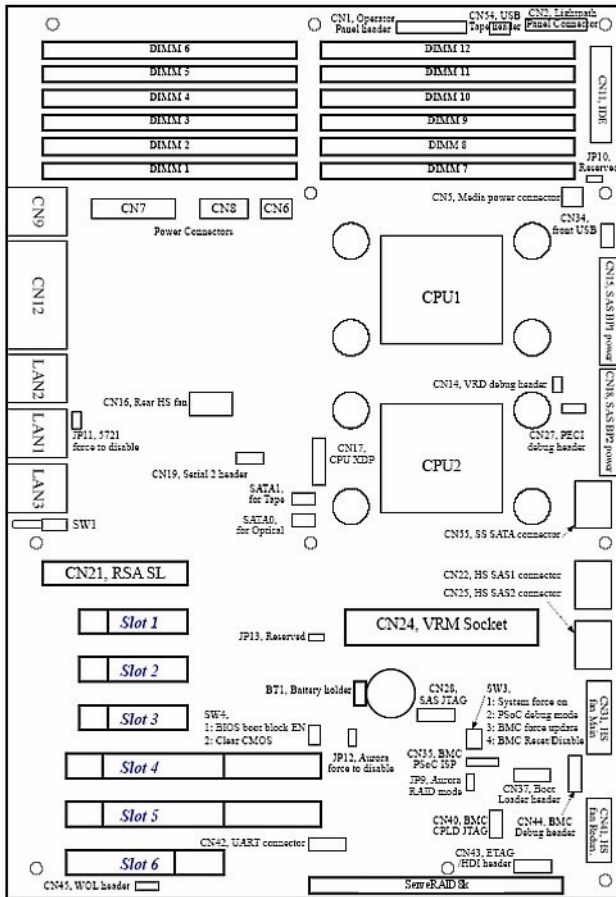 CN1, Operator
Panel header
CN54, USB
Tape header
CN2, Lightpath
Panel Connector
DIMM 6
DIMM 5
DIMM 4
DIMM 3
DIMM 2
DIMM 1
DIMM 12
DIMM 11
DIMM 10
DIMM 9
DIMM 8
DIMM 7
CN11, IDE
JP10,
Reserved
CN5, Media power connector
CN34,
front USB
CN9
CN7
CN8
CN6
Power Connectors
CN12
CPU1
CN15, SAS BP1
power
LAN2
CN16, Rear HS fan
CN14, VRD debug header
CN18, SAS BP2
power
LAN1
JP11, 5721
force to disable
CN17,
CPU XDP
CPU2
CN27, PECI
debug header
CN19, Serial 2 header
LAN3
SATA1,
for Tape
SATA0,
for Optical
SW1
CN55, SS SATA connector
CN21, RSA SL
CN22, HS SAS1 connector
CN25, HS SAS2 connector
Slot 1
Slot 2
Slot 3
Slot 4
Slot 5
Slot 6
JP13, Reserved
CN24, VRM Socket
BT1, Battery holder
CN28,
SAS JTAG
SW3,
1: System force on
2: PSoC debug mode
3: BMC force update
4: BMC Reset/Disable
CN31, HS
fan Main
SW4,
1: BIOS boot block EN
2: Clear CMOS
JP12, Aurora
force to disable
CN35, BMC
PSoC ISP
JP9, Aurora
RAID mode
CN37, Boot
Loader header
CN40, BMC
CPLD JTAG
CN44, BMC
Debug header
CN41, HS
fan Redun.
CN42, UART connector
CN43, ETAG
/HDI header
CN45, WOL header
ServeRAID 8k